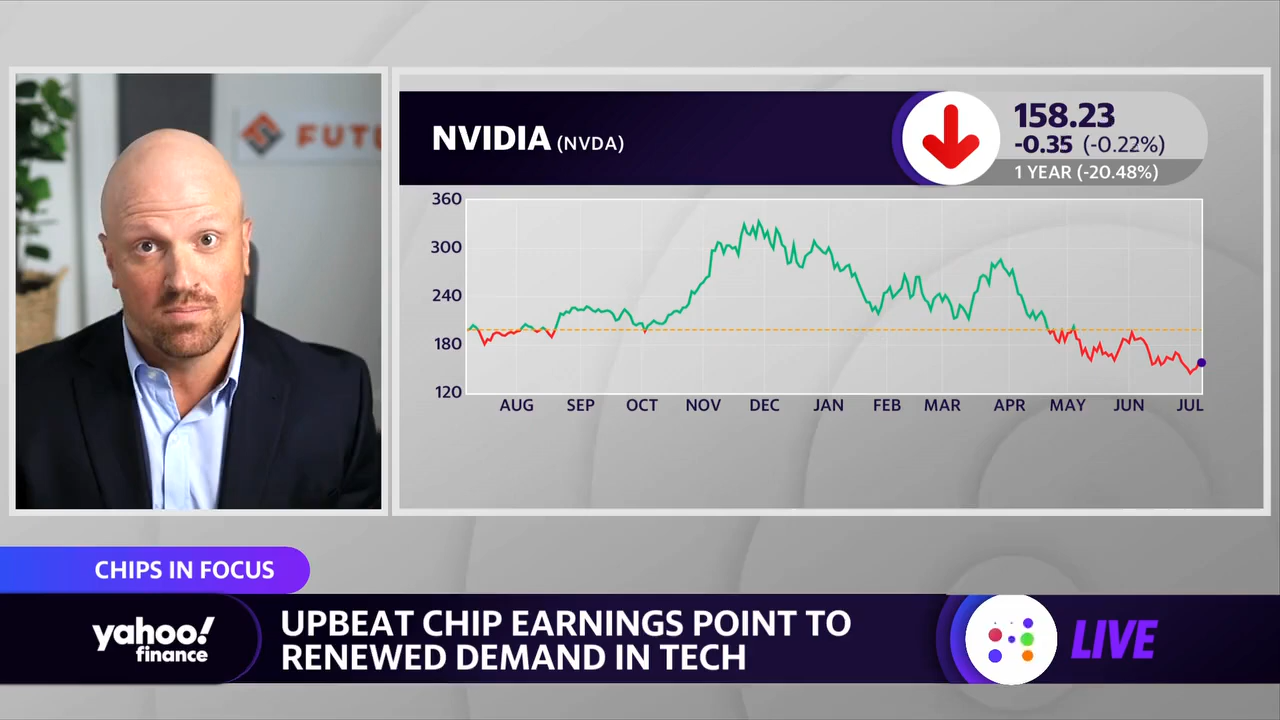 FUTU
NVIDIA (NVDA)
158.23
-0.35 (-0.22%)
1 YEAR (-20.48%)
360
300
240
180
120
AUG SEP OCT NOV DEC JAN FEB MAR APR MAY JUN JUL
CHIPS IN FOCUS
yahoo!
finance
UPBEAT CHIP EARNINGS POINT TO
RENEWED DEMAND IN TECH
LIVE